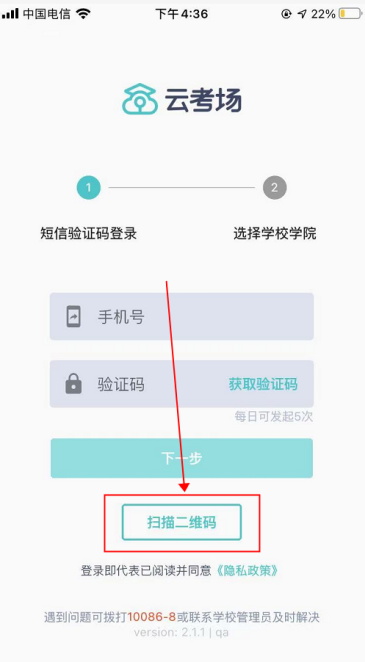 中国电信 下午4:36 22%
云考场
1 2
短信验证码登录 选择学校学院
手机号
验证码 获取验证码
每日可发起5次
下一步
扫描二维码
登录即代表已阅读并同意《隐私政策》
遇到问题可拨打10086-8或联系学校管理员及时解决
version: 2.1.1 | qa